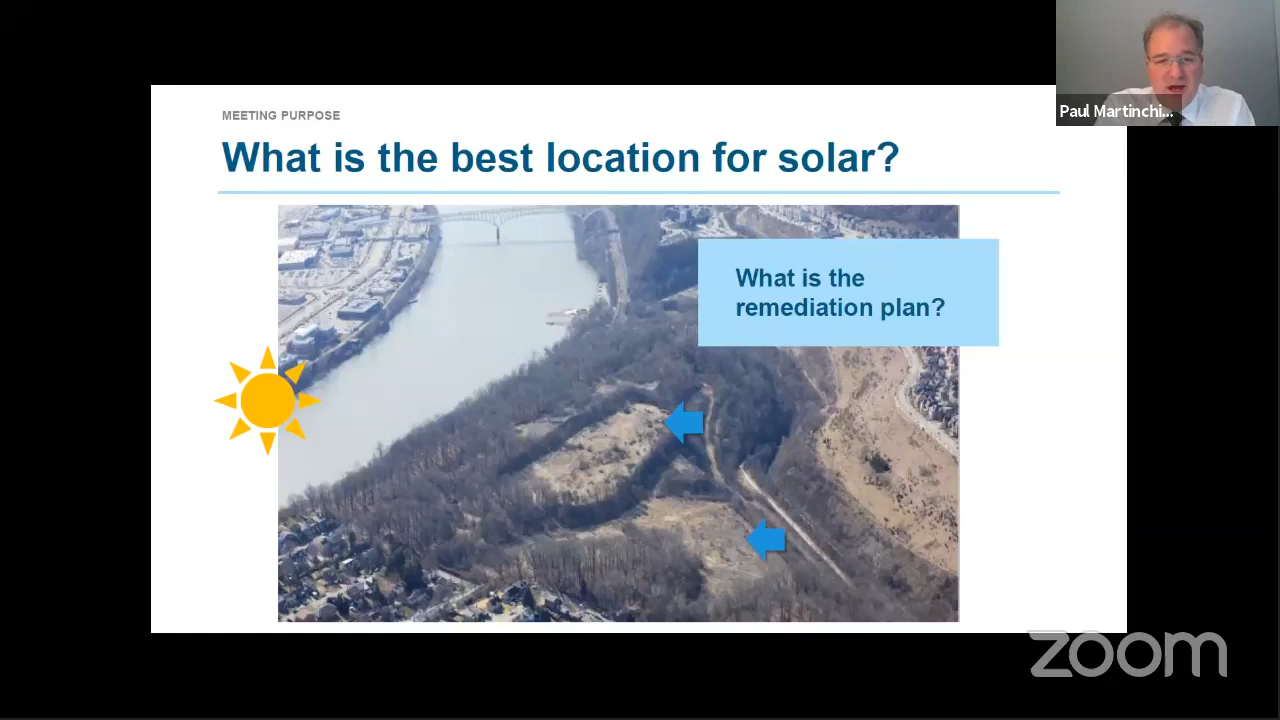 Paul Martinchi...
MEETING PURPOSE
What is the best location for solar?
What is the
remediation plan?
zoom